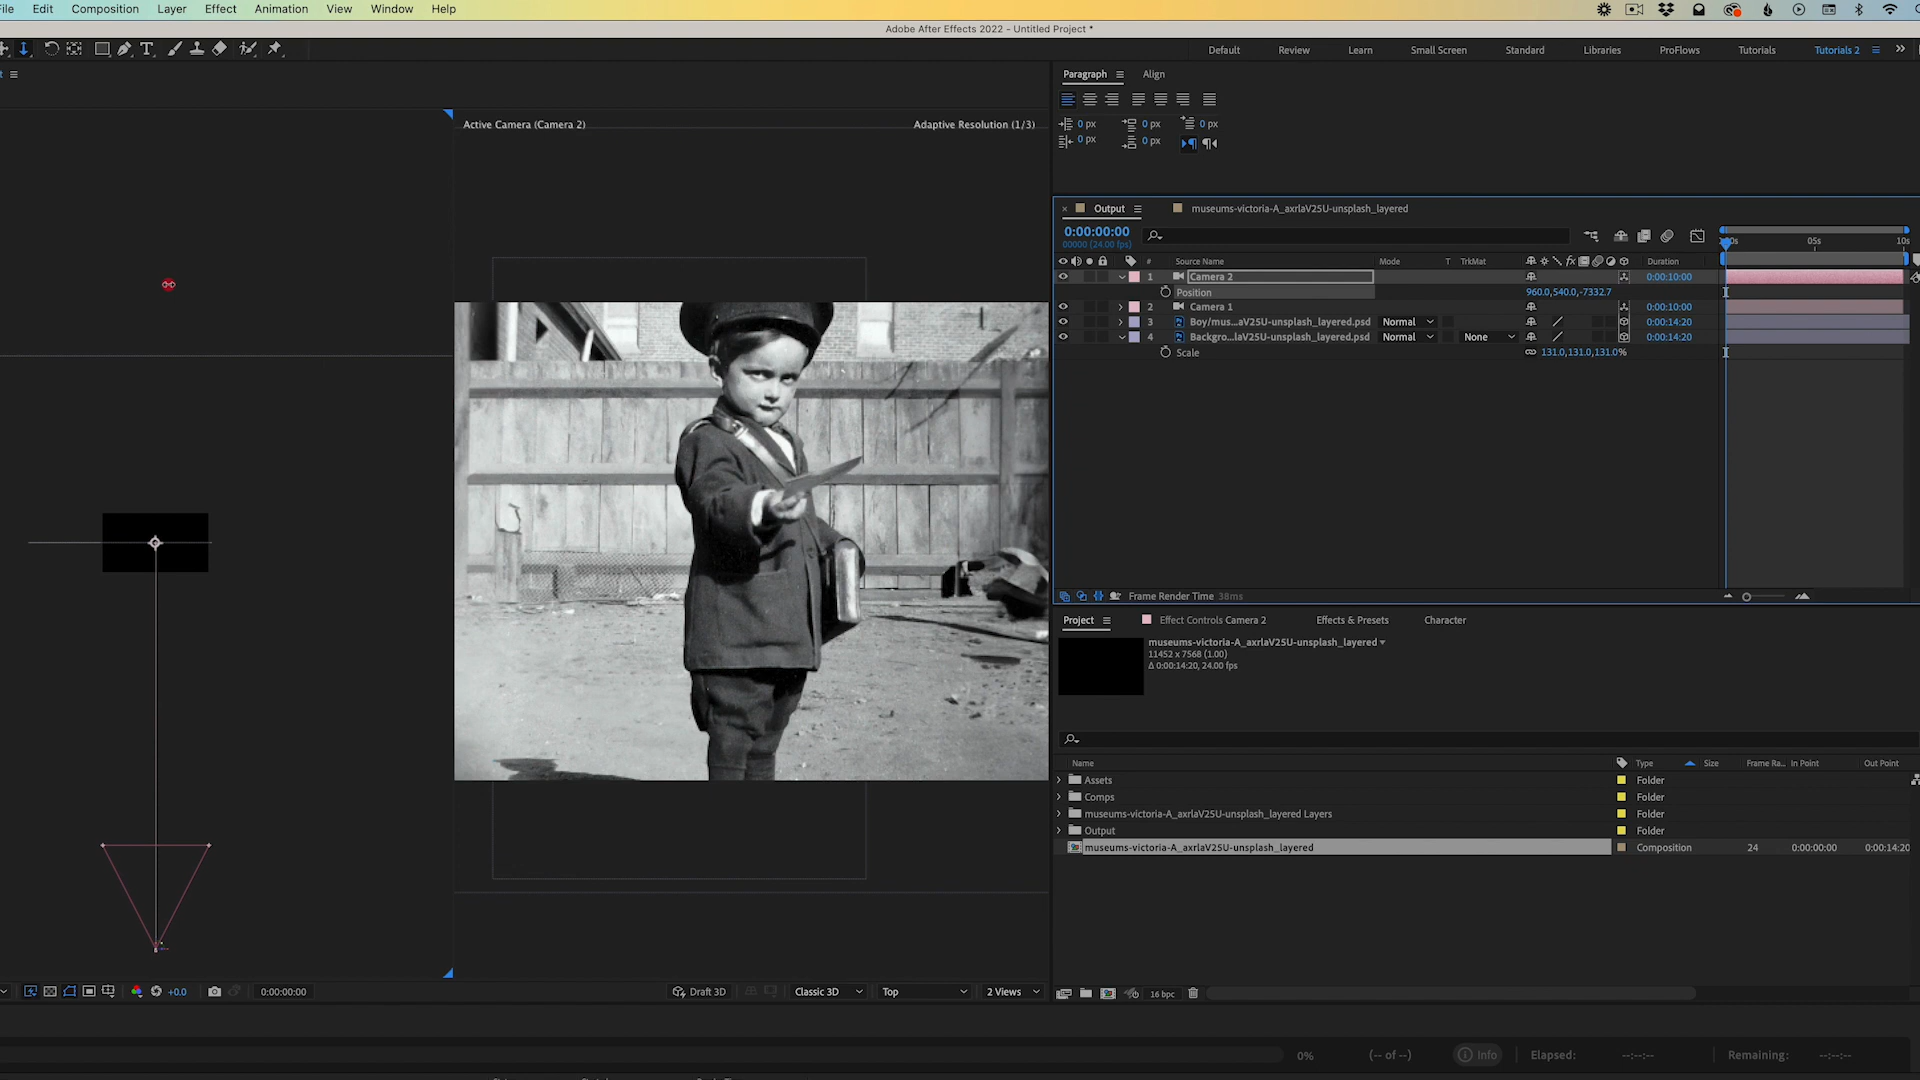 File Edit Composition Layer Effect Animation View Window Help
Adobe After Effects 2022 - Untitled Project *
Default Review Learn Small Screen Standard Libraries ProFlows Tutorials Tutorials 2
Paragraph Align
0 px 0 px 0 px
0 px 0 px
Active Camera (Camera 2) Adaptive Resolution (1/3)
Output museums-victoria-A_axrlaV25U-unsplash_layered
0:00:00:00
00000 (24.00 fps)
05s 10s
# Source Name Mode T TrkMat Duration
1 Camera 2 0:00:10:00
Position 960.0,540.0,-7332.7
2 Camera 1 0:00:10:00
3 Boy/mus...aV25U-unsplash_layered.psd Normal 0:00:14:20
4 Backgro...laV25U-unsplash_layered.psd Normal None 0:00:14:20
Scale 131.0,131.0,131.0%
Frame Render Time 38ms
Project Effect Controls Camera 2 Effects & Presets Character
museums-victoria-A_axrlaV25U-unsplash_layered
11452 x 7568 (1.00)
Δ 0:00:14:20, 24.00 fps
Name Type Size Frame Ra... In Point Out Point
Assets Folder
Comps Folder
museums-victoria-A_axrlaV25U-unsplash_layered Layers Folder
Output Folder
museums-victoria-A_axrlaV25U-unsplash_layered Composition 24 0:00:00:00 0:00:14:20
+0.0 0:00:00:00 Draft 3D Classic 3D Top 2 Views
16 bpc
0% (-- of --) Info Elapsed: --:--:-- Remaining: --:--:--